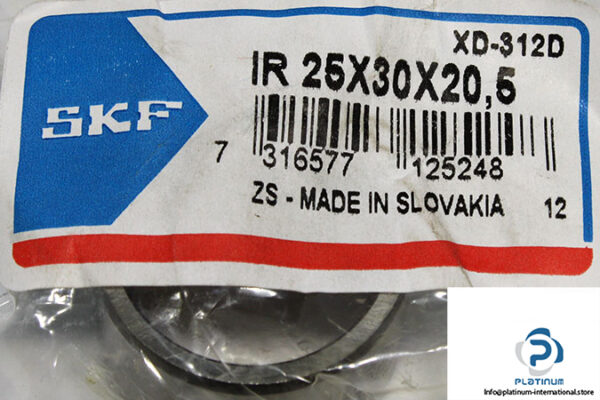 XD-312D
IR 25X30X20,5
SKF
7 316577 125248
ZS - MADE IN SLOVAKIA 12
PLATINUM
Info@platinum-international.store